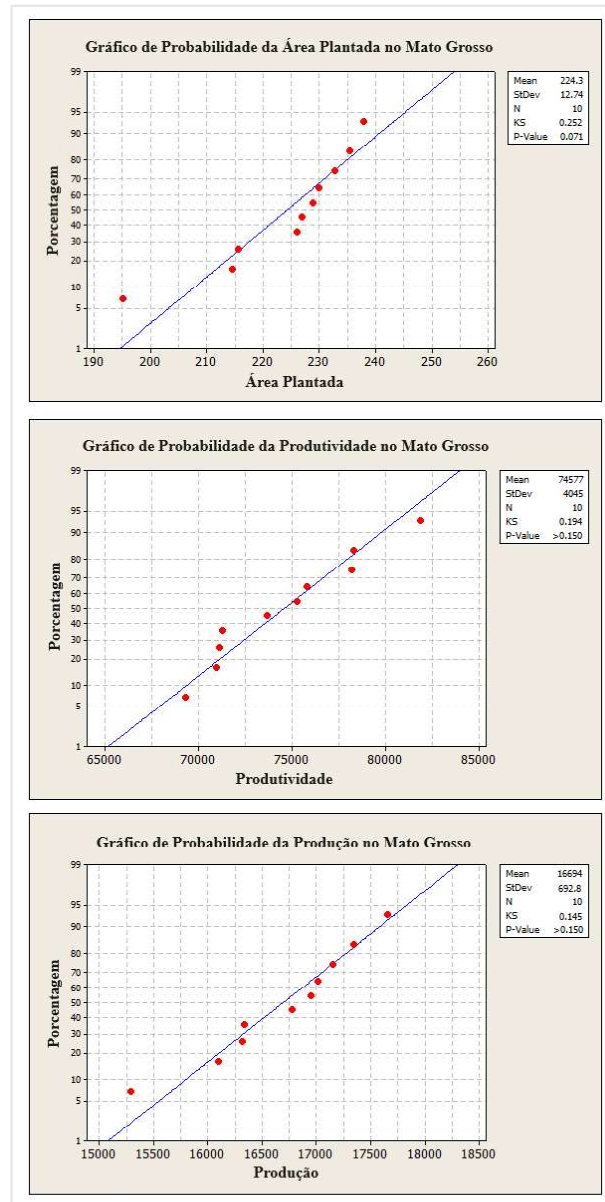 Gráfico de Probabilidade da Área Plantada no Mato Grosso
Mean 224.3
StDev 12.74
N 10
KS 0.252
P-Value 0.071
Porcentagem
99
95
90
80
70
60
50
40
30
20
10
5
1
190 200 210 220 230 240 250 260
Área Plantada
Gráfico de Probabilidade da Produtividade no Mato Grosso
Mean 74577
StDev 4045
N 10
KS 0.194
P-Value >0.150
Porcentagem
99
95
90
80
70
60
50
40
30
20
10
5
1
65000 70000 75000 80000 85000
Produtividade
Gráfico de Probabilidade da Produção no Mato Grosso
Mean 16694
StDev 692.8
N 10
KS 0.145
P-Value >0.150
Porcentagem
99
95
90
80
70
60
50
40
30
20
10
5
1
15000 15500 16000 16500 17000 17500 18000 18500
Produção